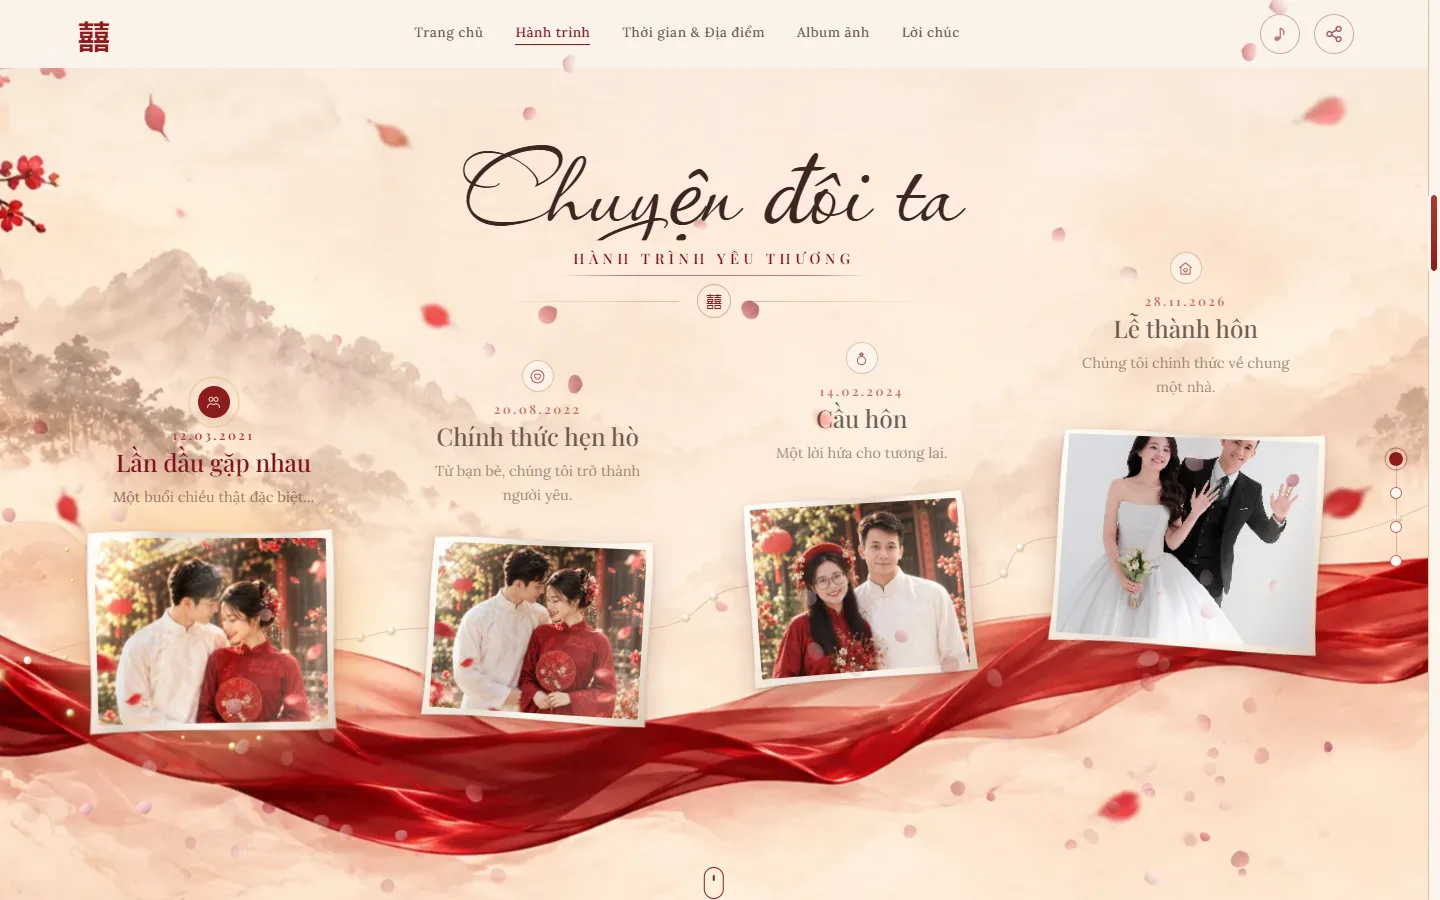 囍
Trang chủ
Hành trình
Thời gian & Địa điểm
Album ảnh
Lời chúc
Chuyện đôi ta
HÀNH TRÌNH YÊU THƯƠNG
囍
12.03.2021
Lần đầu gặp nhau
Một buổi chiều thật đặc biệt...
20.08.2022
Chính thức hẹn hò
Từ bạn bè, chúng tôi trở thành
người yêu.
14.02.2024
Cầu hôn
Một lời hứa cho tương lai.
28.11.2026
Lễ thành hôn
Chúng tôi chính thức về chung
một nhà.